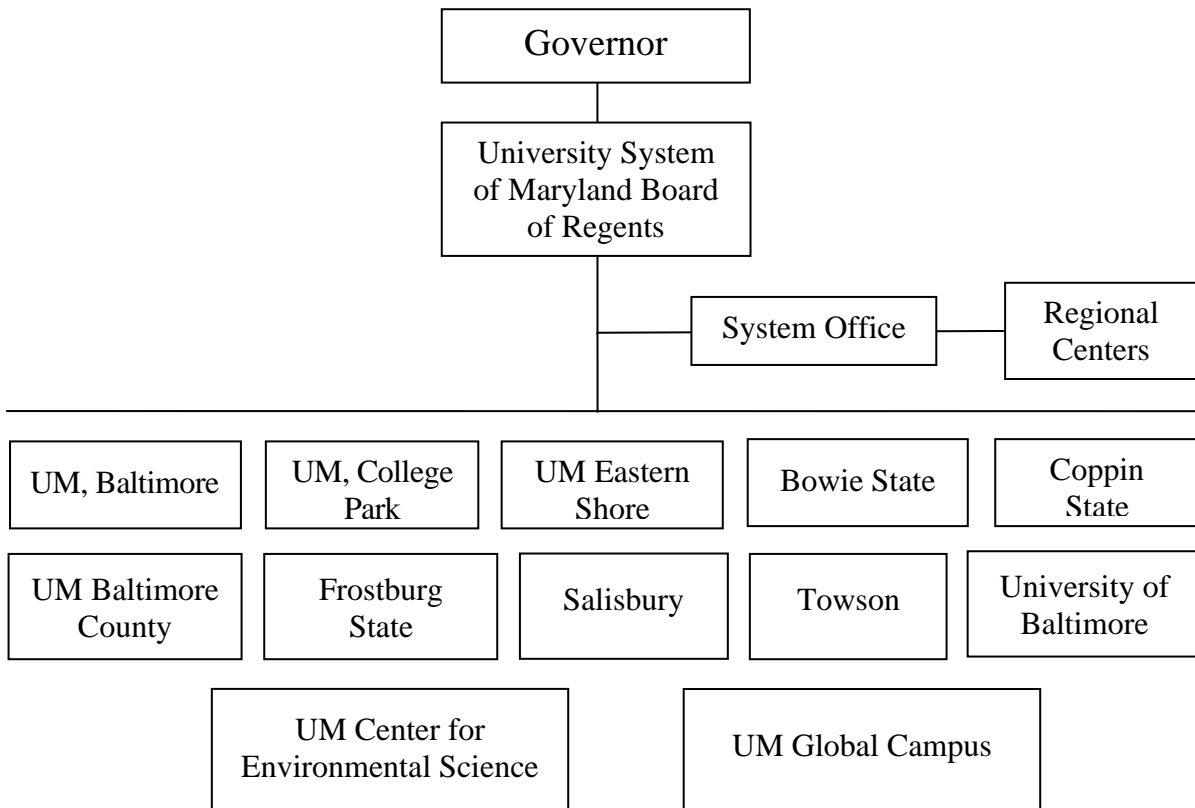 Governor
University System
of Maryland Board
of Regents
System Office
Regional
Centers
UM, Baltimore
UM, College
Park
UM Eastern
Shore
Bowie State
Coppin
State
UM Baltimore
County
Frostburg
State
Salisbury
Towson
University of
Baltimore
UM Center for
Environmental Science
UM Global Campus